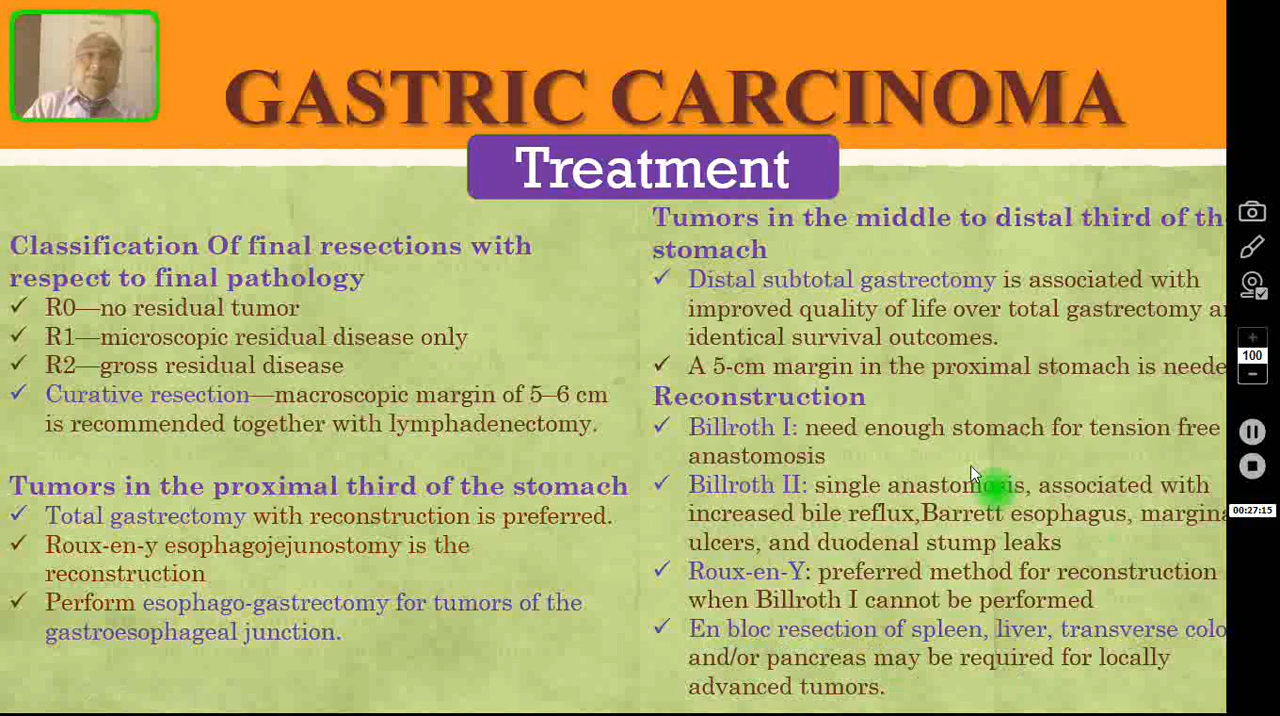 GASTRIC CARCINOMA
Treatment
Classification Of final resections with
respect to final pathology
✓ R0—no residual tumor
✓ R1—microscopic residual disease only
✓ R2—gross residual disease
✓ Curative resection—macroscopic margin of 5–6 cm
is recommended together with lymphadenectomy.
Tumors in the proximal third of the stomach
✓ Total gastrectomy with reconstruction is preferred.
✓ Roux-en-y esophagojejunostomy is the
reconstruction
✓ Perform esophago-gastrectomy for tumors of the
gastroesophageal junction.
Tumors in the middle to distal third of th
stomach
✓ Distal subtotal gastrectomy is associated with
improved quality of life over total gastrectomy a
identical survival outcomes.
✓ A 5-cm margin in the proximal stomach is neede
Reconstruction
✓ Billroth I: need enough stomach for tension free
anastomosis
✓ Billroth II: single anastomosis, associated with
increased bile reflux,Barrett esophagus, margina
ulcers, and duodenal stump leaks
✓ Roux-en-Y: preferred method for reconstruction
when Billroth I cannot be performed
✓ En bloc resection of spleen, liver, transverse colo
and/or pancreas may be required for locally
advanced tumors.
100
00:27:15